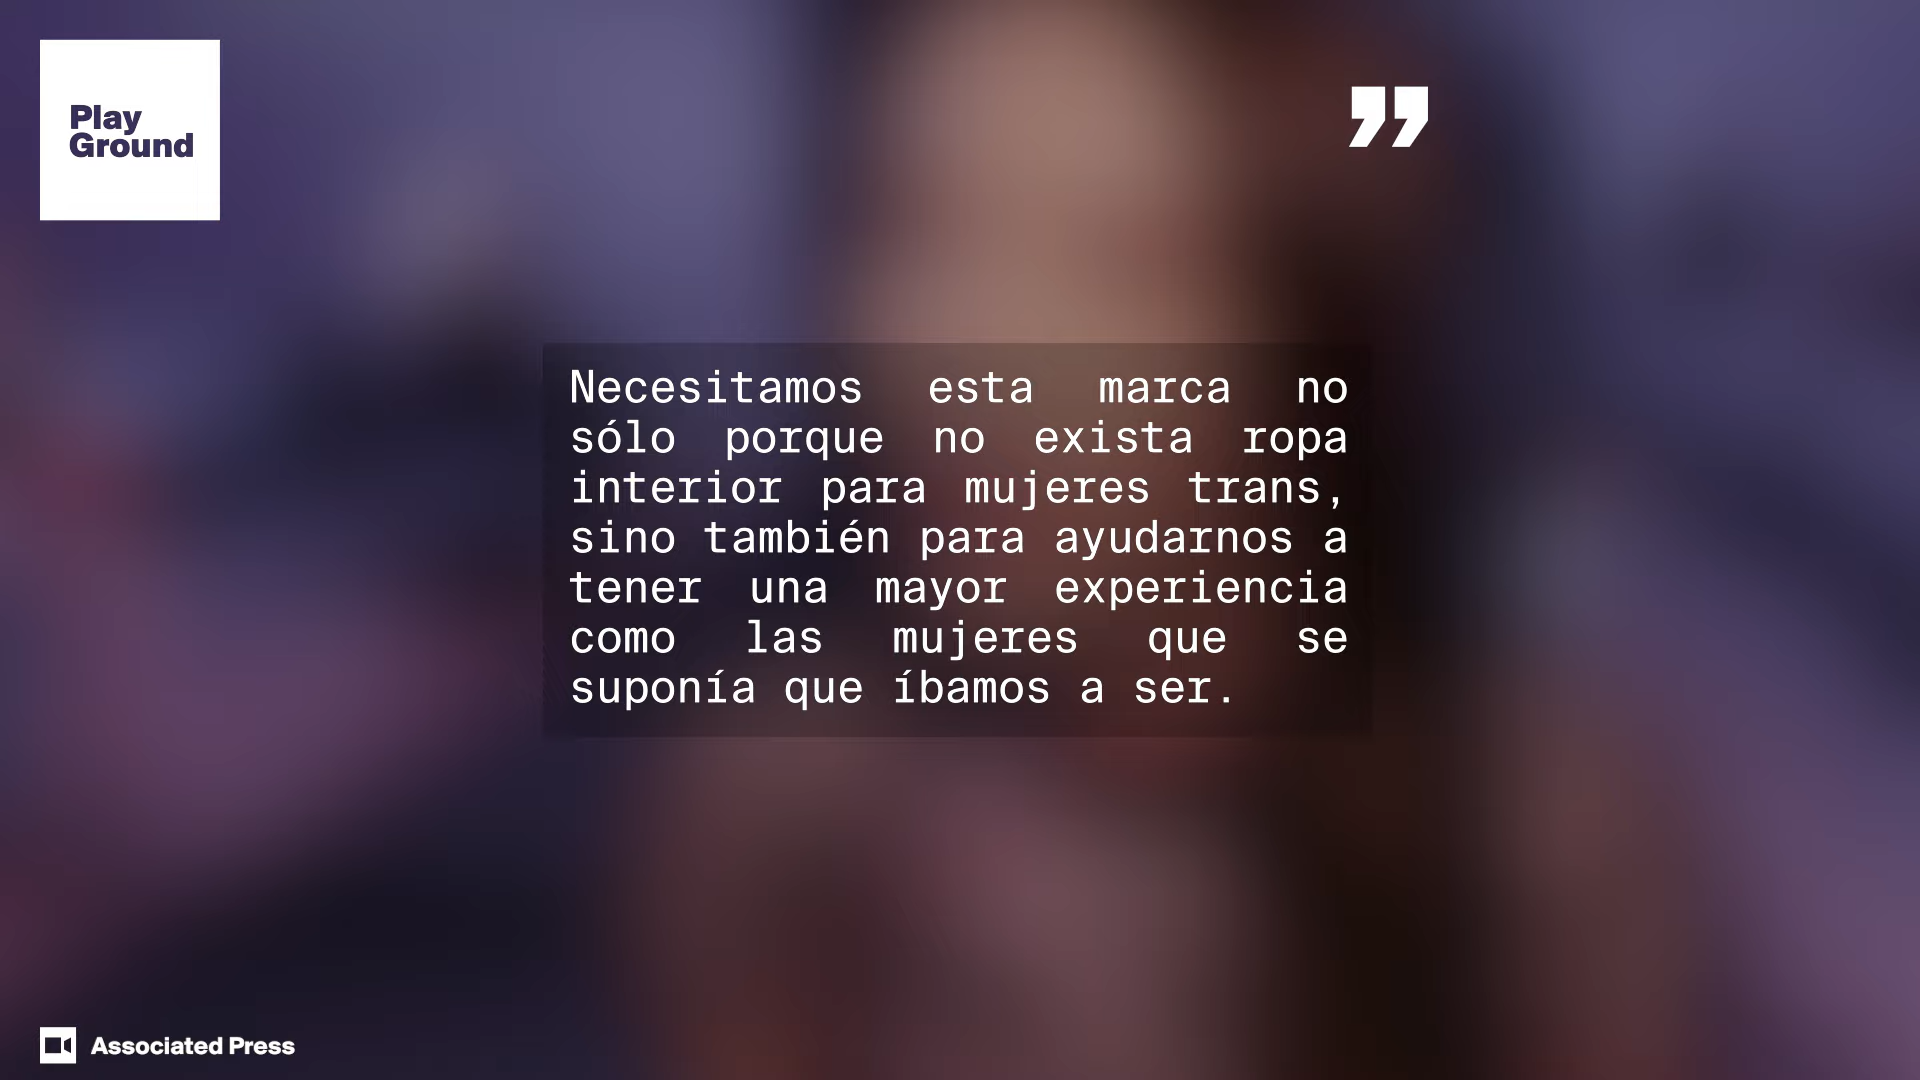 Play
Ground
”
Necesitamos esta marca no
sólo porque no exista ropa
interior para mujeres trans,
sino también para ayudarnos a
tener una mayor experiencia
como las mujeres que se
suponía que íbamos a ser.
Associated Press